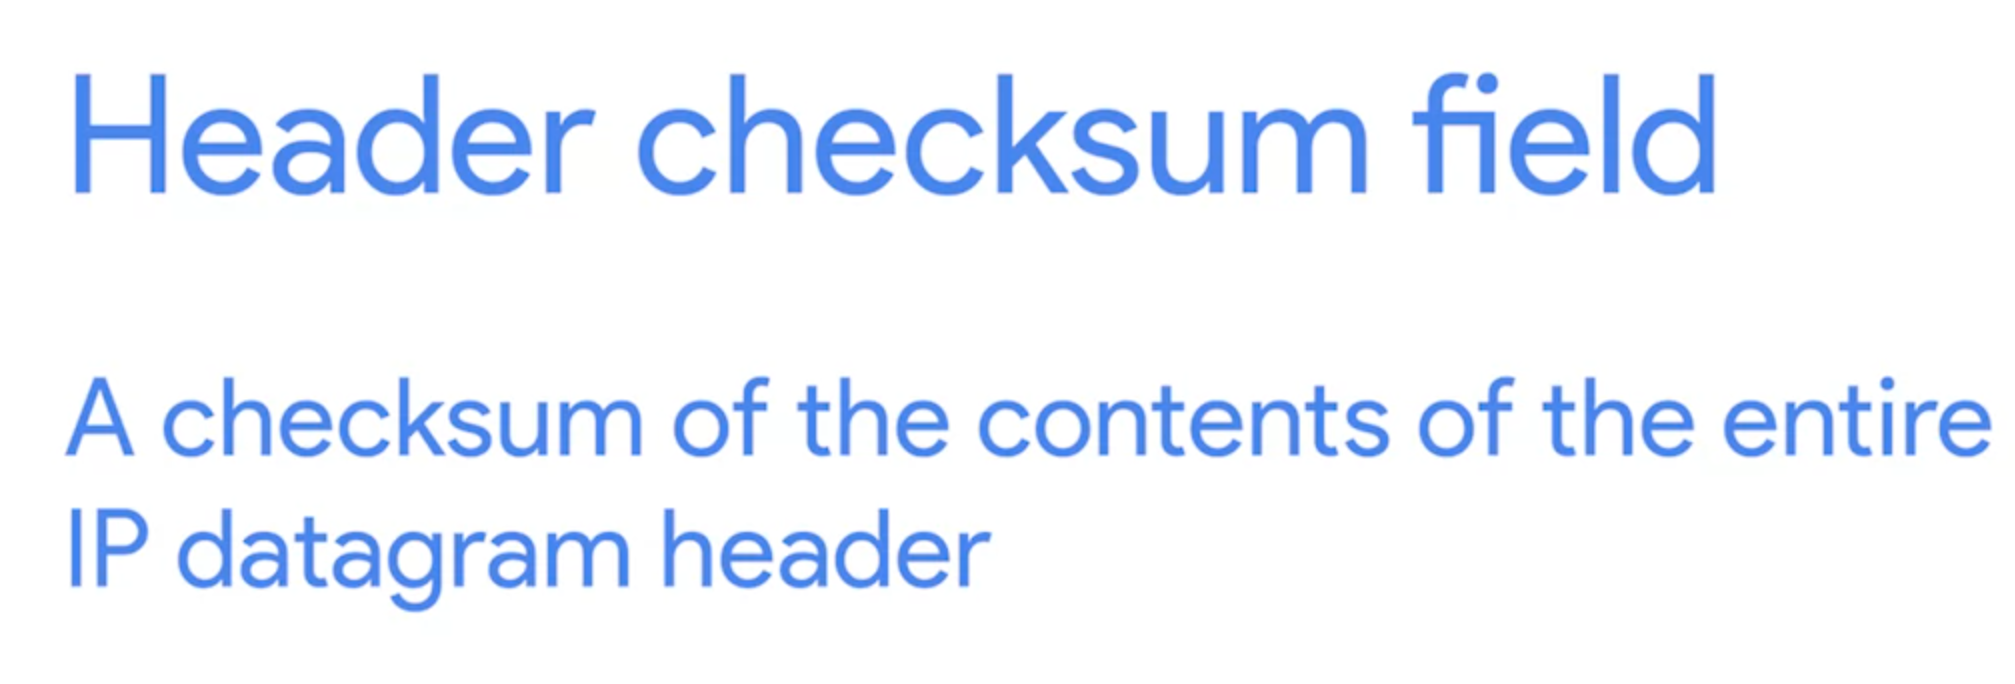 Header checksum field
A checksum of the contents of the entire
IP datagram header